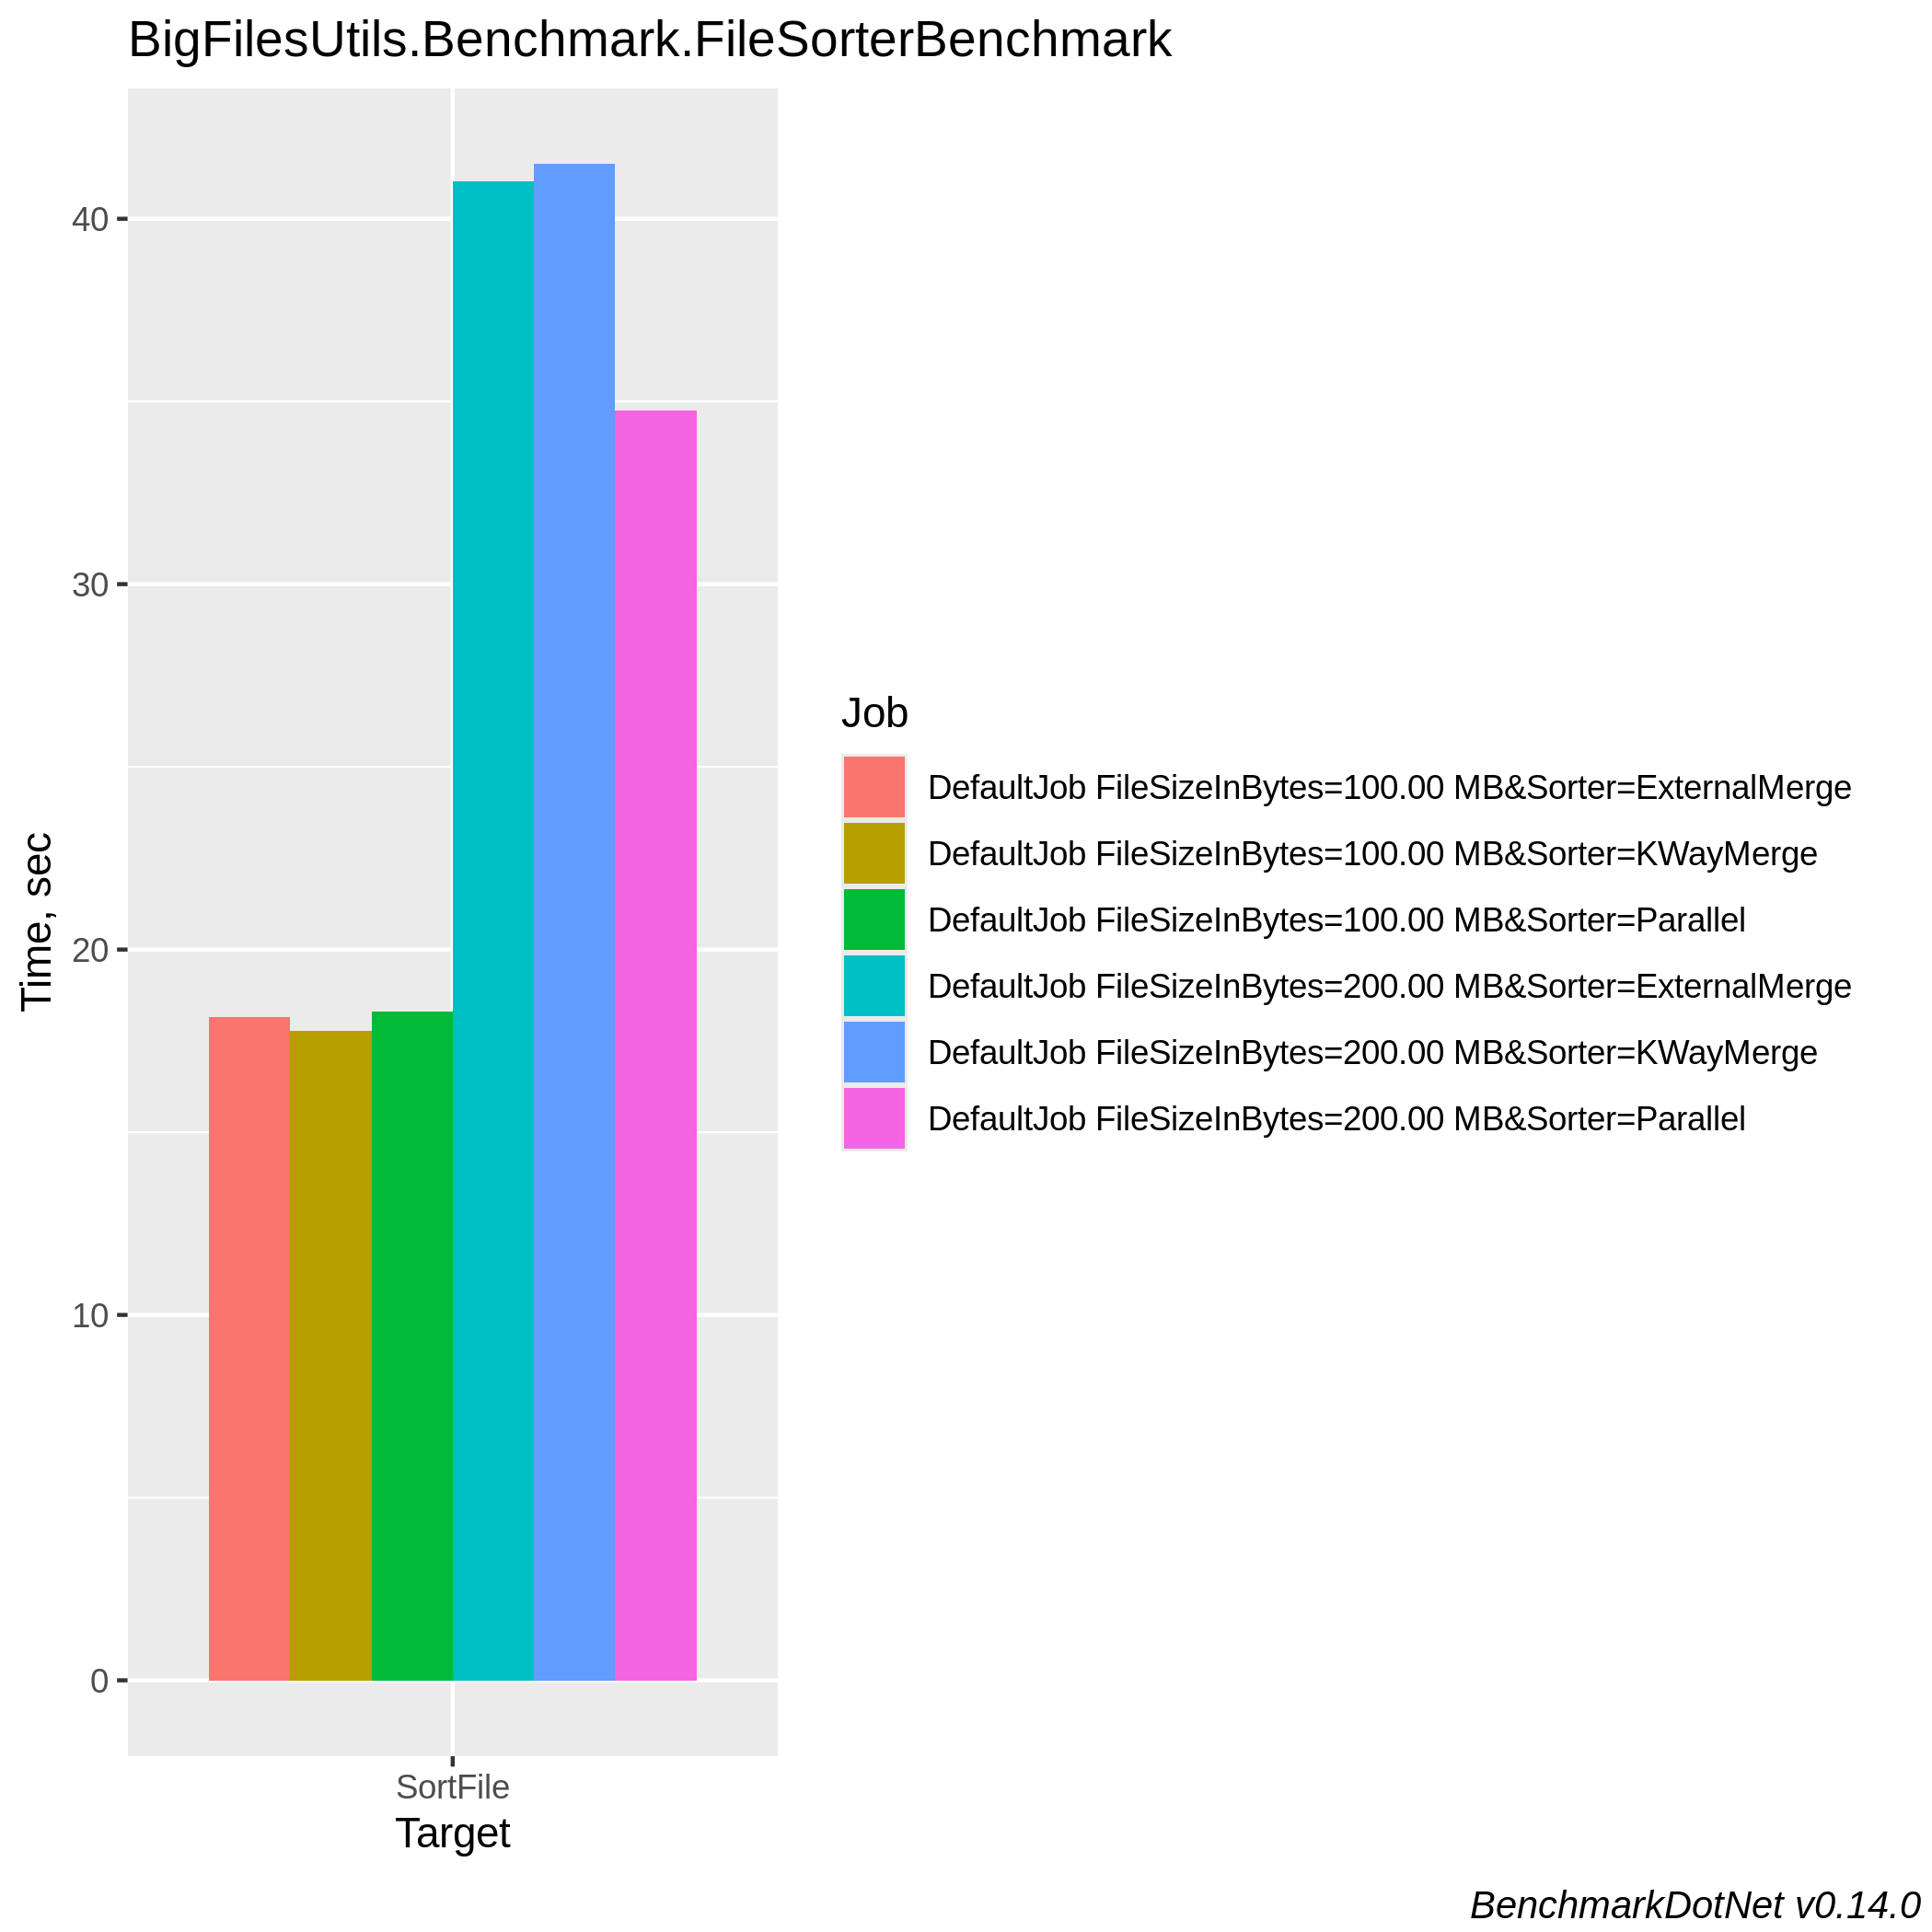 BigFilesUtils.Benchmark.FileSorterBenchmark
Time, sec
40
30
20
10
0
SortFile
Target
Job
DefaultJob FileSizeInBytes=100.00 MB&Sorter=ExternalMerge
DefaultJob FileSizeInBytes=100.00 MB&Sorter=KWayMerge
DefaultJob FileSizeInBytes=100.00 MB&Sorter=Parallel
DefaultJob FileSizeInBytes=200.00 MB&Sorter=ExternalMerge
DefaultJob FileSizeInBytes=200.00 MB&Sorter=KWayMerge
DefaultJob FileSizeInBytes=200.00 MB&Sorter=Parallel
BenchmarkDotNet v0.14.0